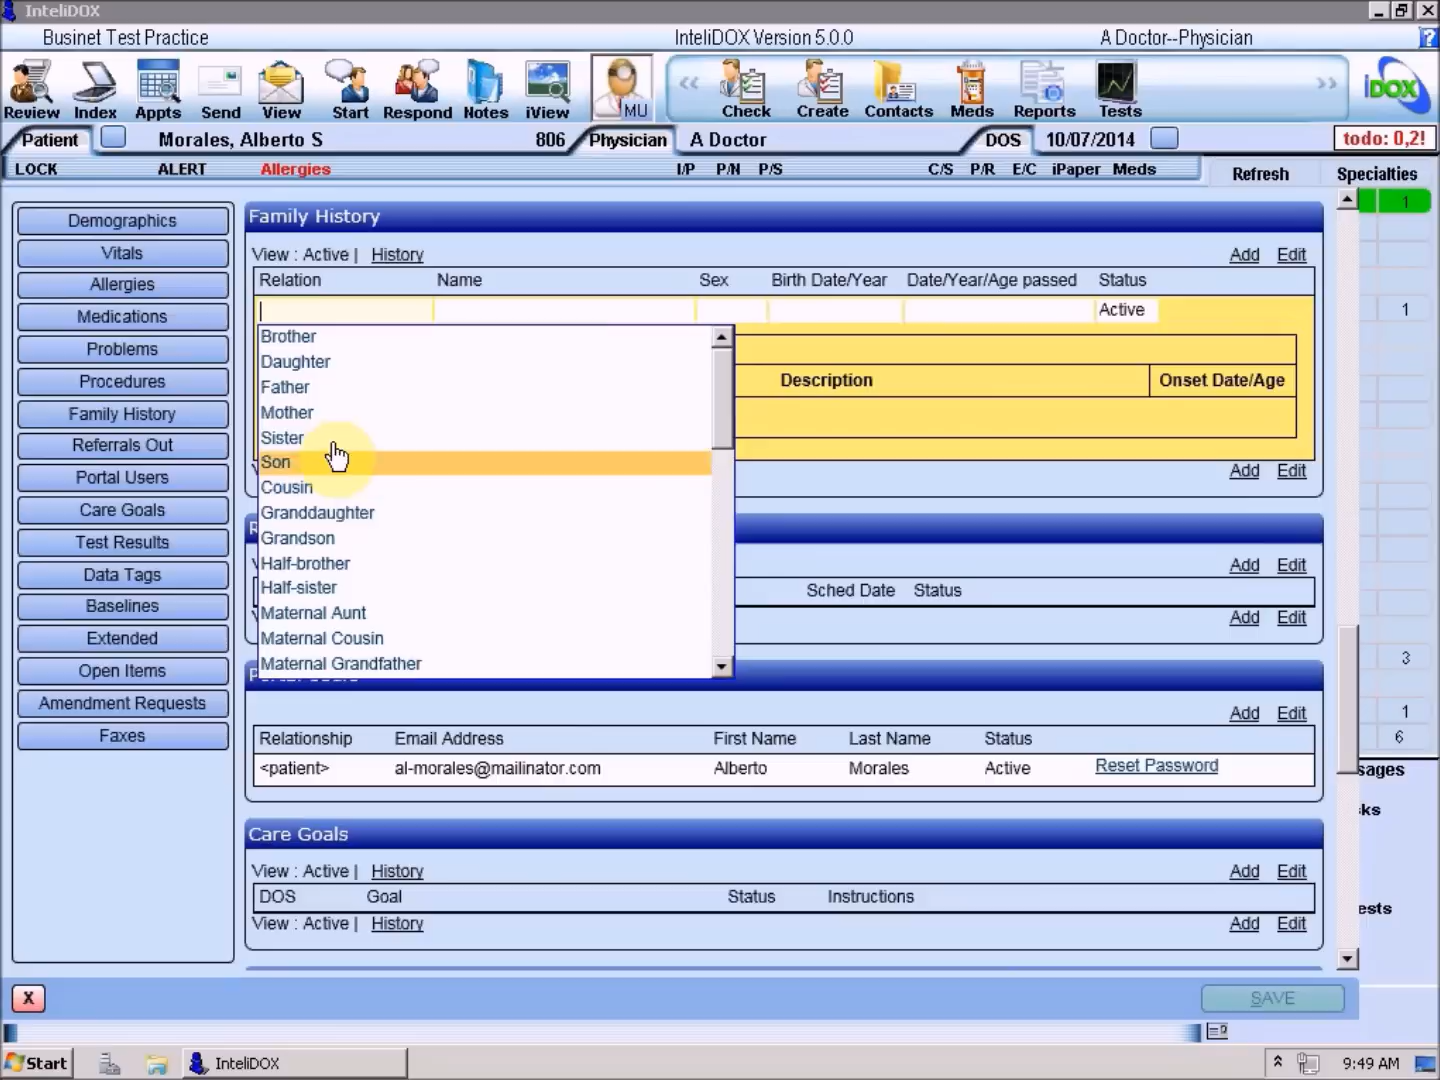 InteliDOX
Businet Test Practice InteliDOX Version 5.0.0 A Doctor--Physician ?
Review Index Appts Send View Start Respond Notes iView MU Check Create Contacts Meds Reports Tests iDOX
Patient Morales, Alberto S 806 Physician A Doctor DOS 10/07/2014 todo: 0,2!
LOCK ALERT Allergies I/P P/N P/S C/S P/R E/C iPaper Meds Refresh Specialties
1
Demographics
Vitals
Allergies
Medications
Problems
Procedures
Family History
Referrals Out
Portal Users
Care Goals
Test Results
Data Tags
Baselines
Extended
Open Items
Amendment Requests
Faxes
Family History
View : Active | History Add Edit
Relation Name Sex Birth Date/Year Date/Year/Age passed Status
Active
1
Brother
Daughter
Father
Mother
Sister
Son
Cousin
Granddaughter
Grandson
Half-brother
Half-sister
Maternal Aunt
Maternal Cousin
Maternal Grandfather
Description Onset Date/Age
Add Edit
Add Edit
Sched Date Status
Add Edit
3
Add Edit
1
Relationship Email Address First Name Last Name Status
6
<patient> al-morales@mailinator.com Alberto Morales Active Reset Password
sages
ks
Care Goals
View : Active | History Add Edit
DOS Goal Status Instructions
ests
View : Active | History Add Edit
X SAVE
Start InteliDOX 9:49 AM